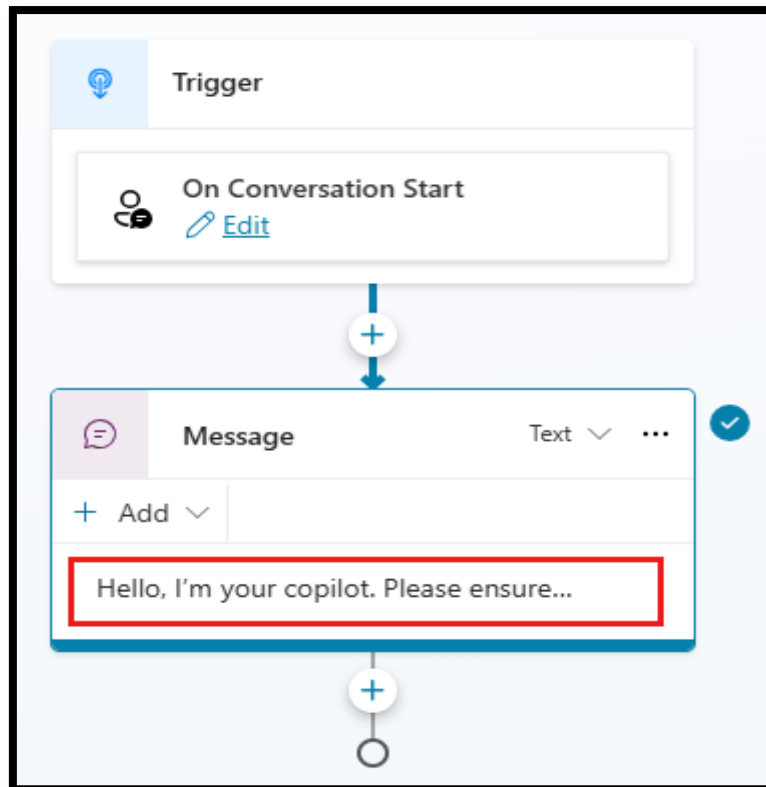 Trigger
On Conversation Start
Edit
Message
Text
Add
Hello, I'm your copilot. Please ensure...